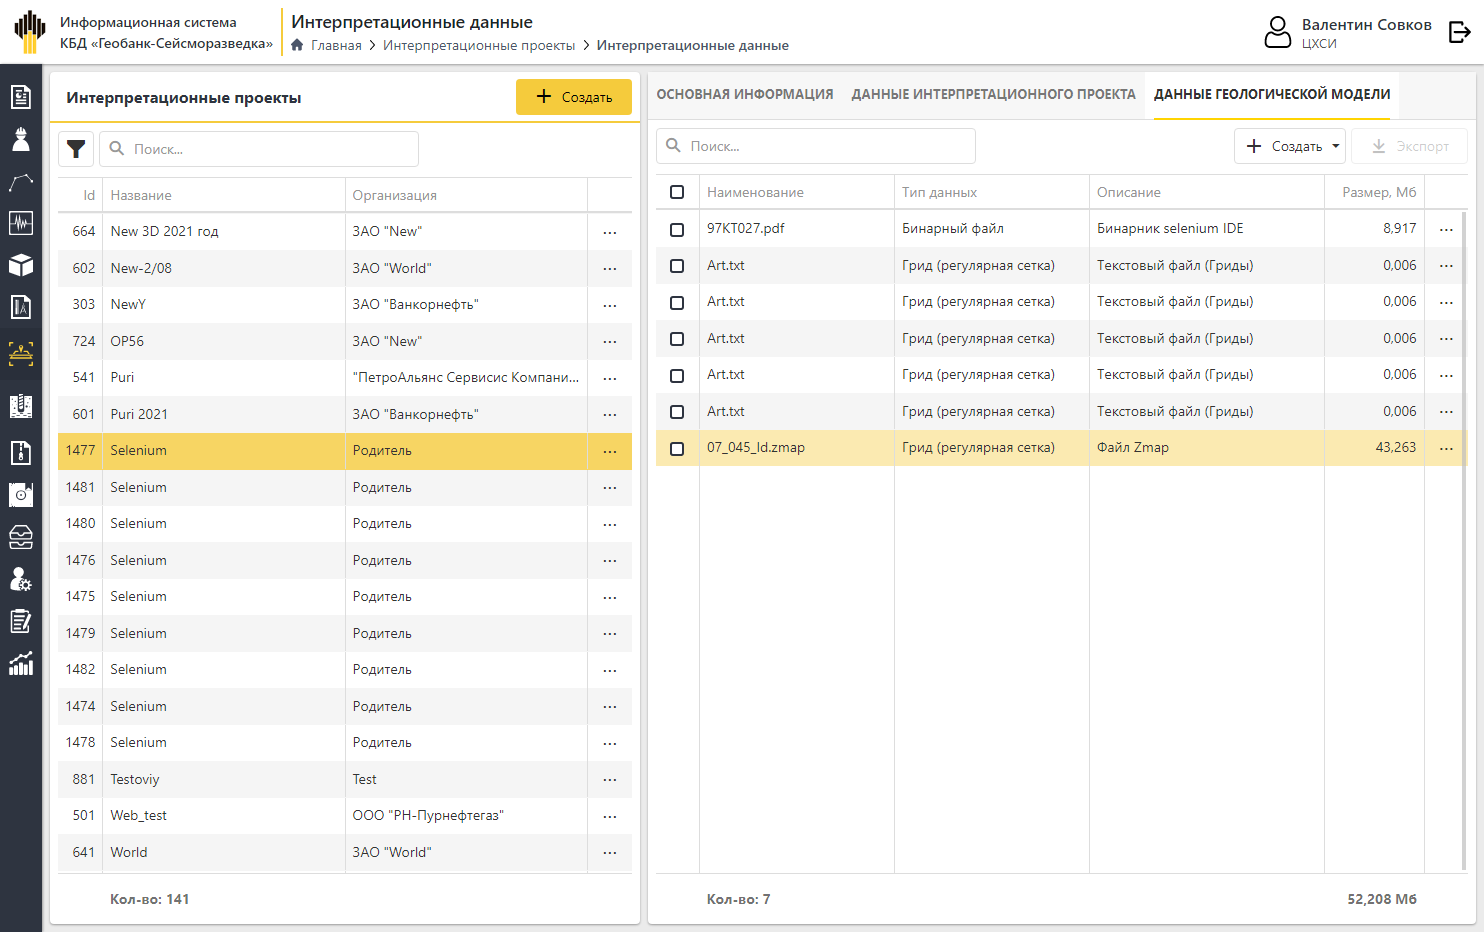 Информационная система
КБД «Геобанк-Сейсморазведка»
Интерпретационные данные
Главная > Интерпретационные проекты > Интерпретационные данные
Валентин Совков
ЦХСИ
Интерпретационные проекты
Создать
Поиск...
Id Название Организация
664 New 3D 2021 год ЗАО "New" ...
602 New-2/08 ЗАО "World" ...
303 NewY ЗАО "Ванкорнефть" ...
724 OP56 ЗАО "New" ...
541 Puri "ПетроАльянс Сервисис Компани... ...
601 Puri 2021 ЗАО "Ванкорнефть" ...
1477 Selenium Родитель ...
1481 Selenium Родитель ...
1480 Selenium Родитель ...
1476 Selenium Родитель ...
1475 Selenium Родитель ...
1479 Selenium Родитель ...
1482 Selenium Родитель ...
1474 Selenium Родитель ...
1478 Selenium Родитель ...
881 Testoviy Test ...
501 Web_test ООО "РН-Пурнефтегаз" ...
641 World ЗАО "World" ...
Кол-во: 141
ОСНОВНАЯ ИНФОРМАЦИЯ ДАННЫЕ ИНТЕРПРЕТАЦИОННОГО ПРОЕКТА ДАННЫЕ ГЕОЛОГИЧЕСКОЙ МОДЕЛИ
Поиск...
Создать
Экспорт
Наименование Тип данных Описание Размер, Мб
97KT027.pdf Бинарный файл Бинарник selenium IDE 8,917 ...
Art.txt Грид (регулярная сетка) Текстовый файл (Гриды) 0,006 ...
Art.txt Грид (регулярная сетка) Текстовый файл (Гриды) 0,006 ...
Art.txt Грид (регулярная сетка) Текстовый файл (Гриды) 0,006 ...
Art.txt Грид (регулярная сетка) Текстовый файл (Гриды) 0,006 ...
Art.txt Грид (регулярная сетка) Текстовый файл (Гриды) 0,006 ...
07_045_ld.zmap Грид (регулярная сетка) Файл Zmap 43,263 ...
Кол-во: 7
52,208 Мб